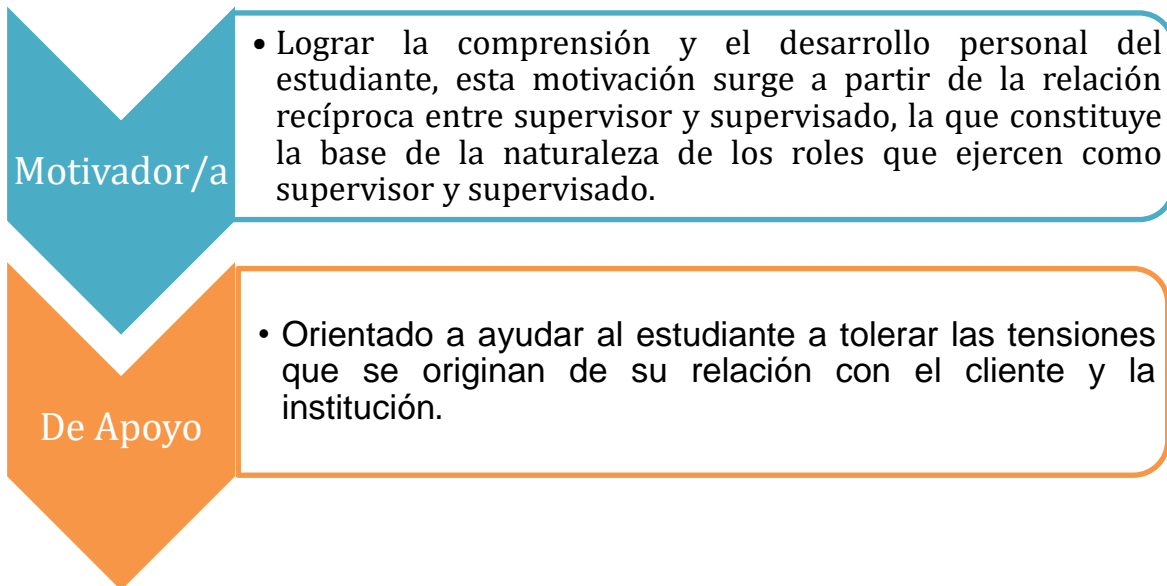 Motivador/a
• Lograr la comprensión y el desarrollo personal del
estudiante, esta motivación surge a partir de la relación
recíproca entre supervisor y supervisado, la que constituye
la base de la naturaleza de los roles que ejercen como
supervisor y supervisado.
De Apoyo
• Orientado a ayudar al estudiante a tolerar las tensiones
que se originan de su relación con el cliente y la
institución.